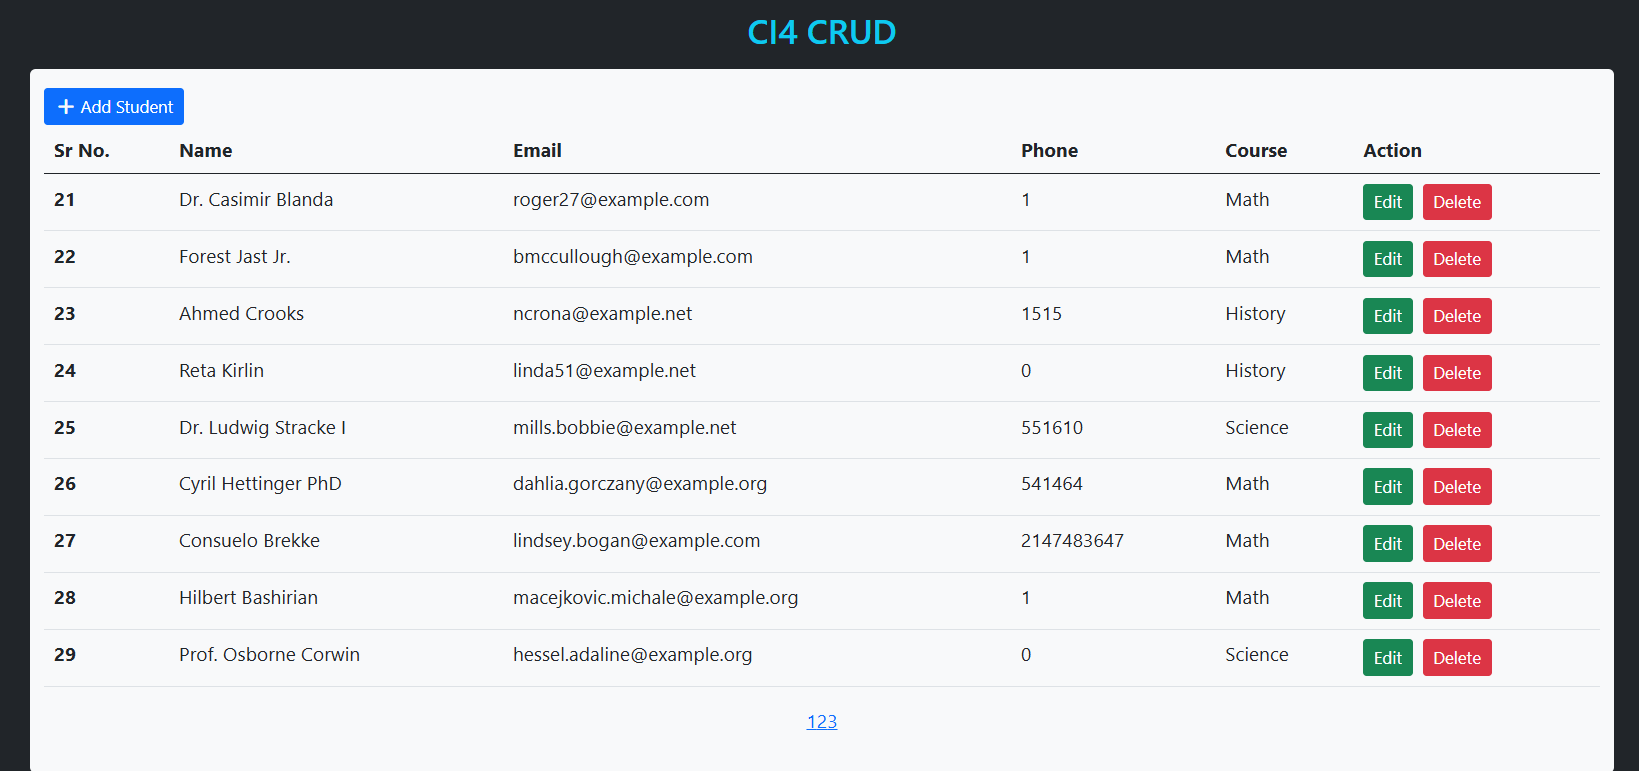 CI4 CRUD
+ Add Student
Sr No. Name Email Phone Course Action
21 Dr. Casimir Blanda roger27@example.com 1 Math Edit Delete
22 Forest Jast Jr. bmccullough@example.com 1 Math Edit Delete
23 Ahmed Crooks ncrona@example.net 1515 History Edit Delete
24 Reta Kirlin linda51@example.net 0 History Edit Delete
25 Dr. Ludwig Stracke I mills.bobbie@example.net 551610 Science Edit Delete
26 Cyril Hettinger PhD dahlia.gorczany@example.org 541464 Math Edit Delete
27 Consuelo Brekke lindsey.bogan@example.com 2147483647 Math Edit Delete
28 Hilbert Bashirian macejkovic.michale@example.org 1 Math Edit Delete
29 Prof. Osborne Corwin hessel.adaline@example.org 0 Science Edit Delete
123